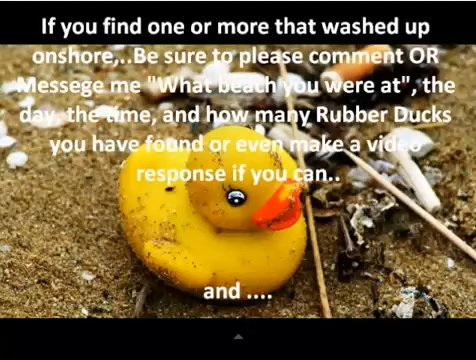 If you find one or more that washed up
onshore,..Be sure to please comment OR
Messege me "What beach you were at", the
day, the time, and how many Rubber Ducks
you have found or even make a video
response if you can..
and ....